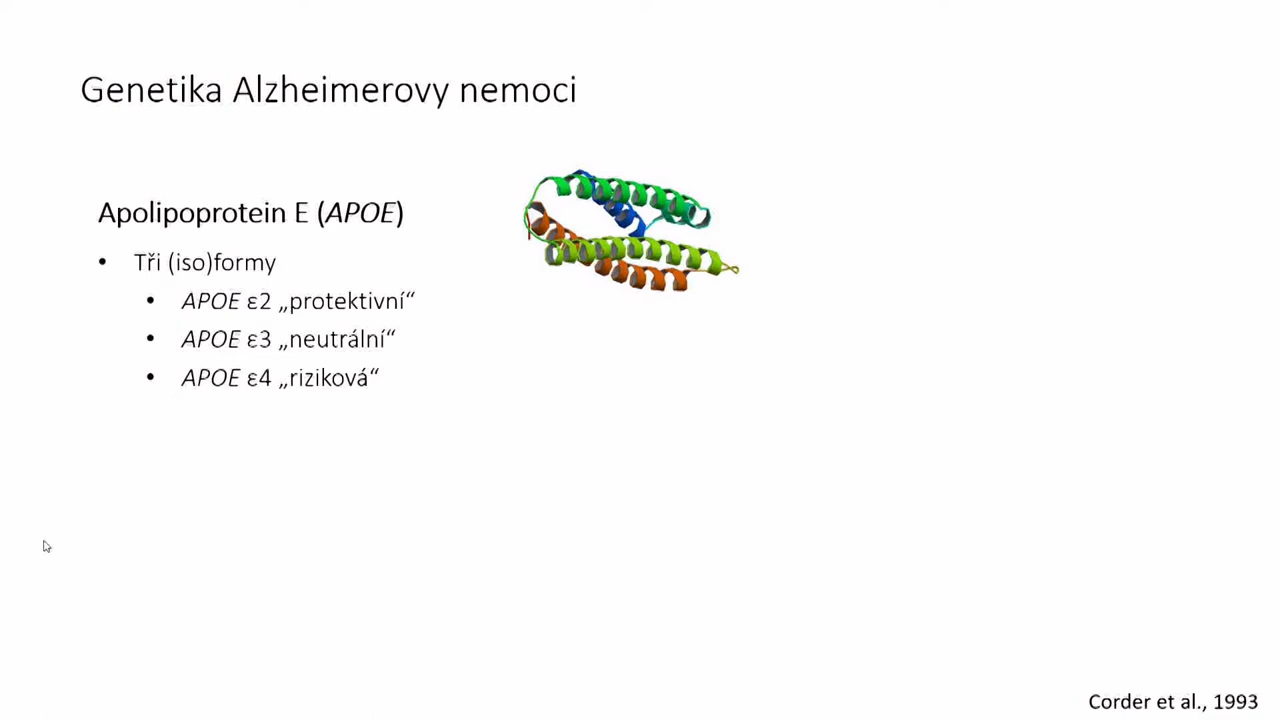 Genetika Alzheimerovy nemoci
Apolipoprotein E (APOE)
• Tři (iso)formy
• APOE ε2 „protektivní“
• APOE ε3 „neutrální“
• APOE ε4 „riziková“
Corder et al., 1993